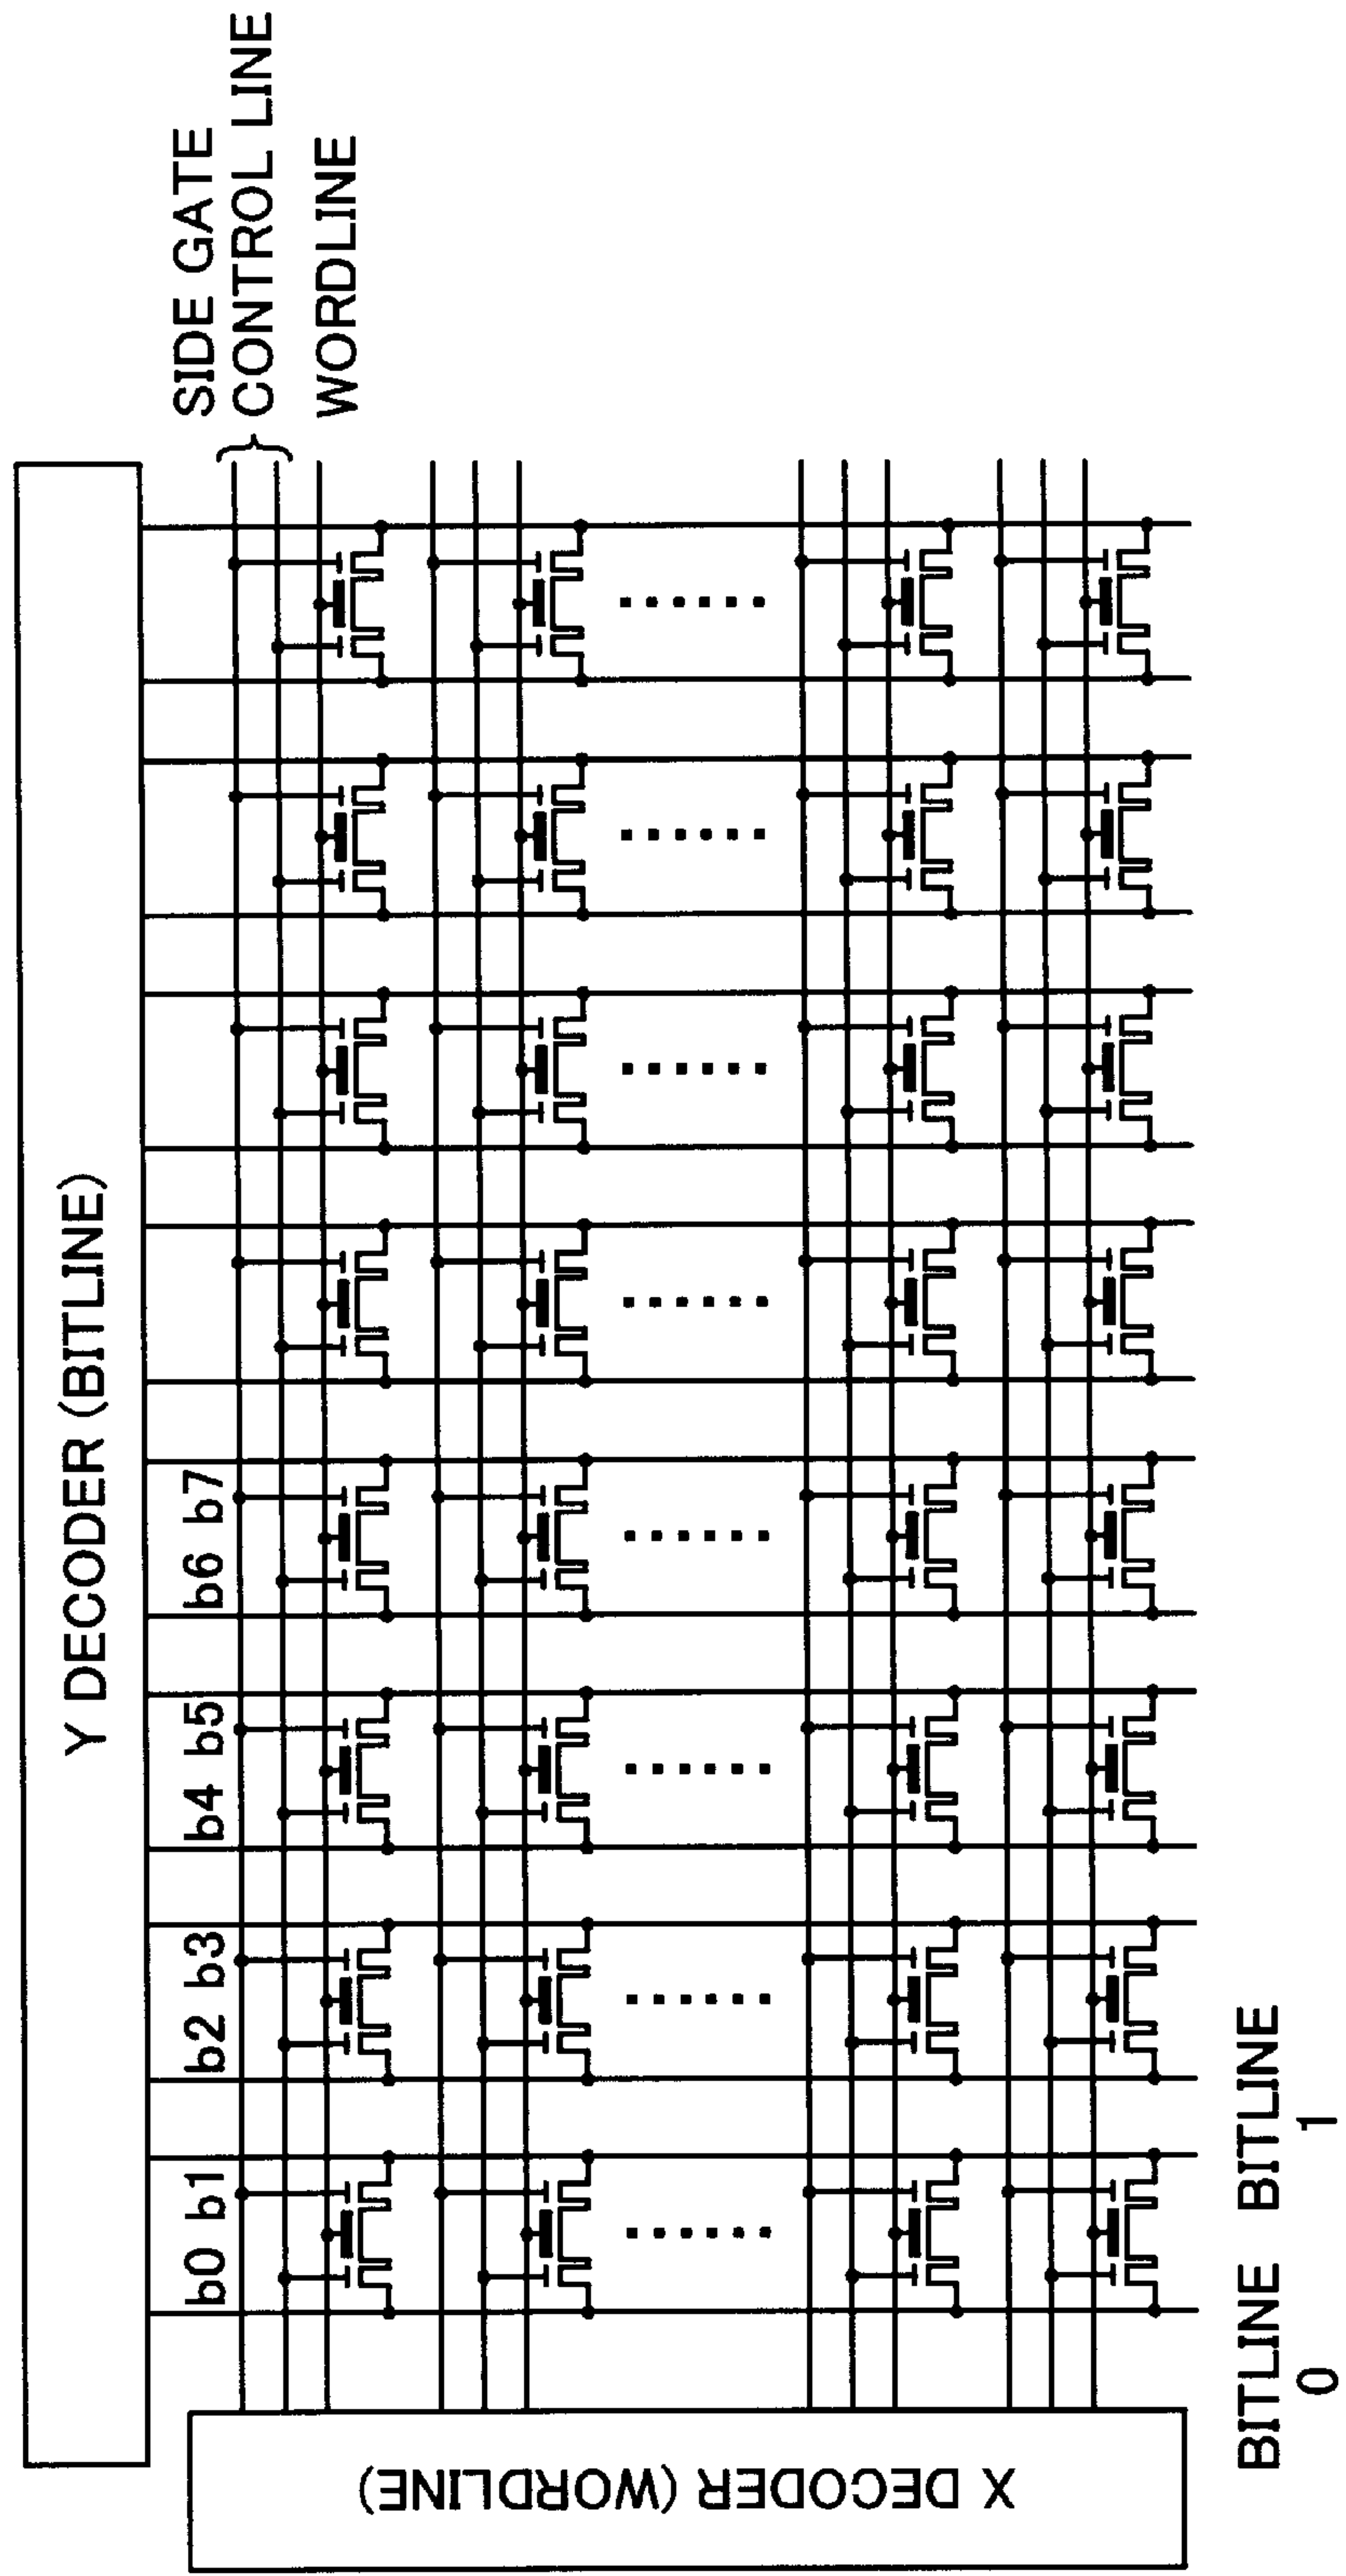 Y DECODER (BITLINE)
SIDE GATE
CONTROL LINE
WORDLINE
b0 b1 b2 b3 b4 b5 b6 b7
X DECODER (WORDLINE)
BITLINE BITLINE
0 1